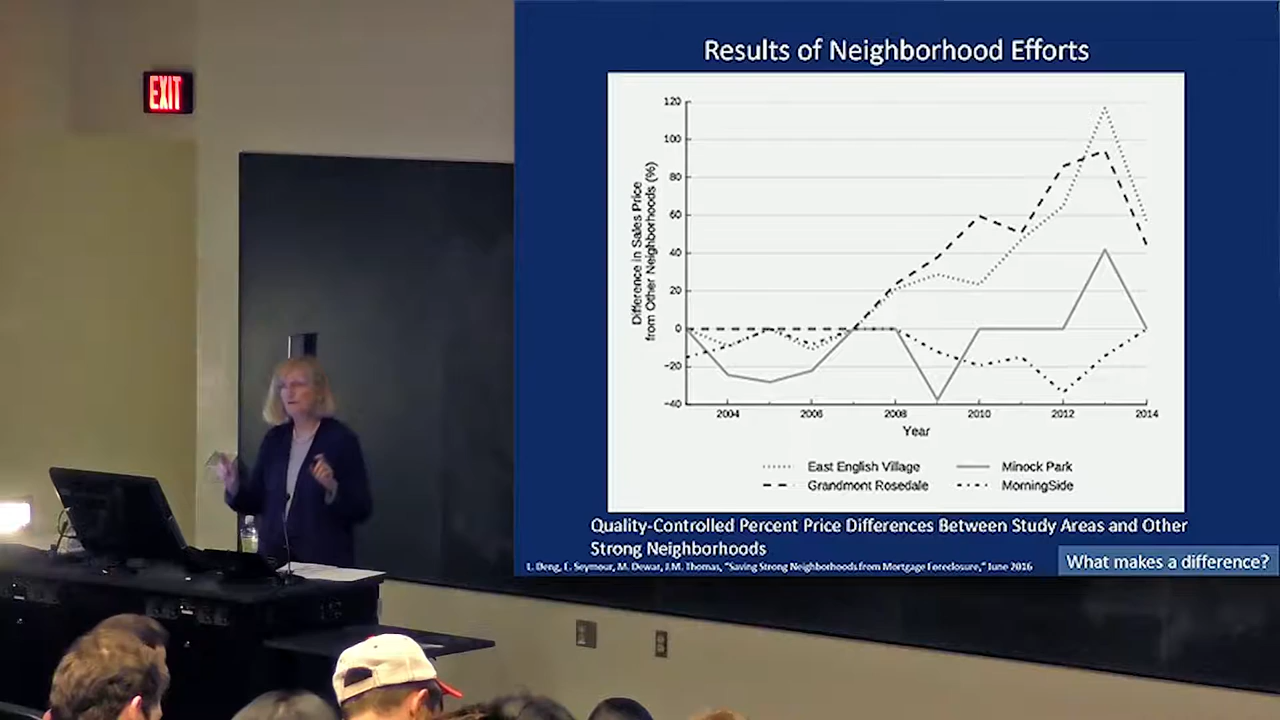 EXIT
Results of Neighborhood Efforts
Difference in Sales Price
from Other Neighborhoods (%)
120
100
80
60
40
20
0
−20
−40
2004 2006 2008 2010 2012 2014
Year
East English Village
Minock Park
Grandmont Rosedale
MorningSide
Quality-Controlled Percent Price Differences Between Study Areas and Other
Strong Neighborhoods
L. Deng, E. Seymour, M. Dewar, J.M. Thomas, "Saving Strong Neighborhoods from Mortgage Foreclosure," June 2016
What makes a difference?